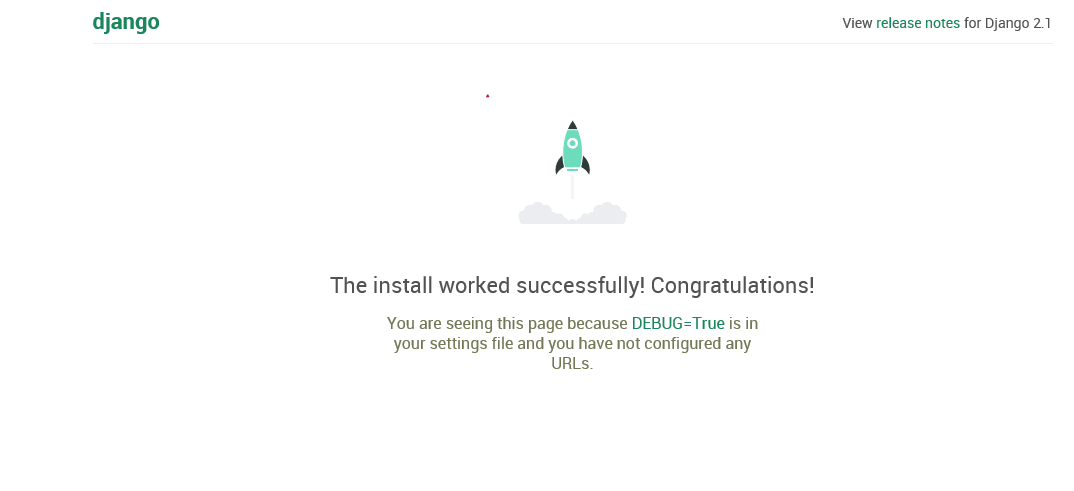 django
View release notes for Django 2.1
The install worked successfully! Congratulations!
You are seeing this page because DEBUG=True is in
your settings file and you have not configured any
URLs.